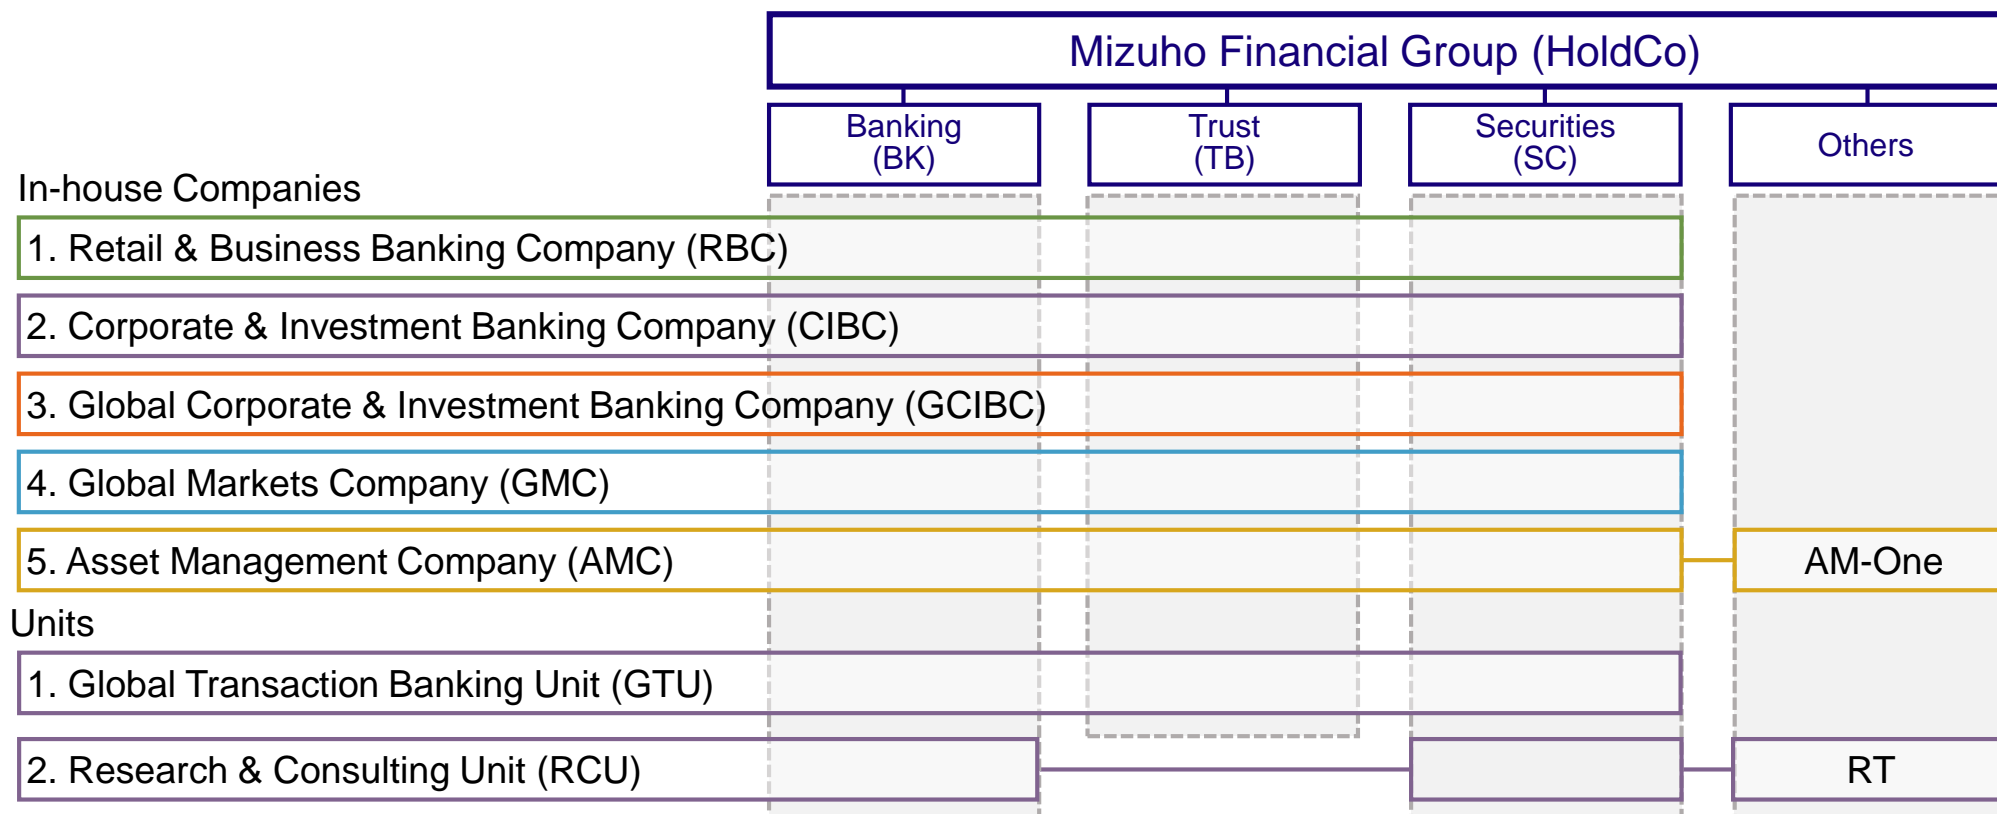 Mizuho Financial Group (HoldCo)
Banking
(BK)
Trust
(TB)
Securities
(SC)
Others
In-house Companies
1. Retail & Business Banking Company (RBC)
2. Corporate & Investment Banking Company (CIBC)
3. Global Corporate & Investment Banking Company (GCIBC)
4. Global Markets Company (GMC)
5. Asset Management Company (AMC)
AM-One
Units
1. Global Transaction Banking Unit (GTU)
2. Research & Consulting Unit (RCU)
RT